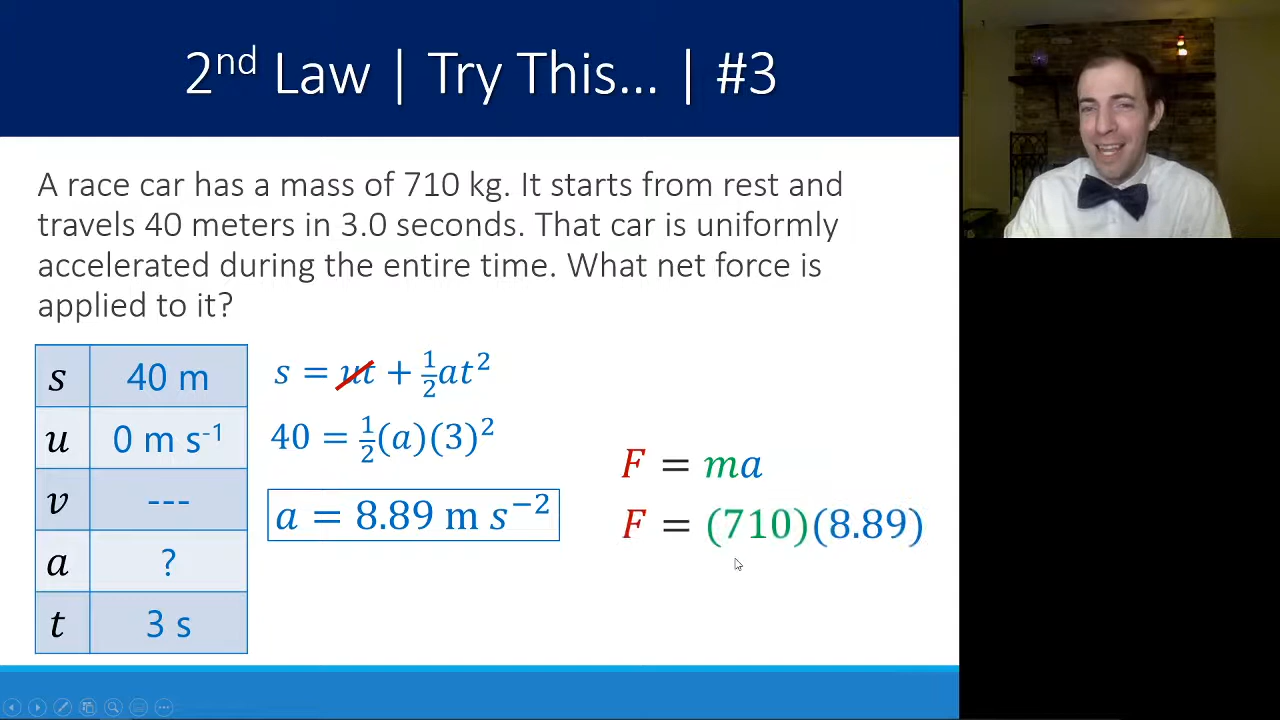 2nd Law | Try This... | #3
A race car has a mass of 710 kg. It starts from rest and
travels 40 meters in 3.0 seconds. That car is uniformly
accelerated during the entire time. What net force is
applied to it?
s 40 m
u 0 m s⁻¹
v ---
a ?
t 3 s
s = ut + ½at²
40 = ½(a)(3)²
a = 8.89 m s⁻²
F = ma
F = (710)(8.89)